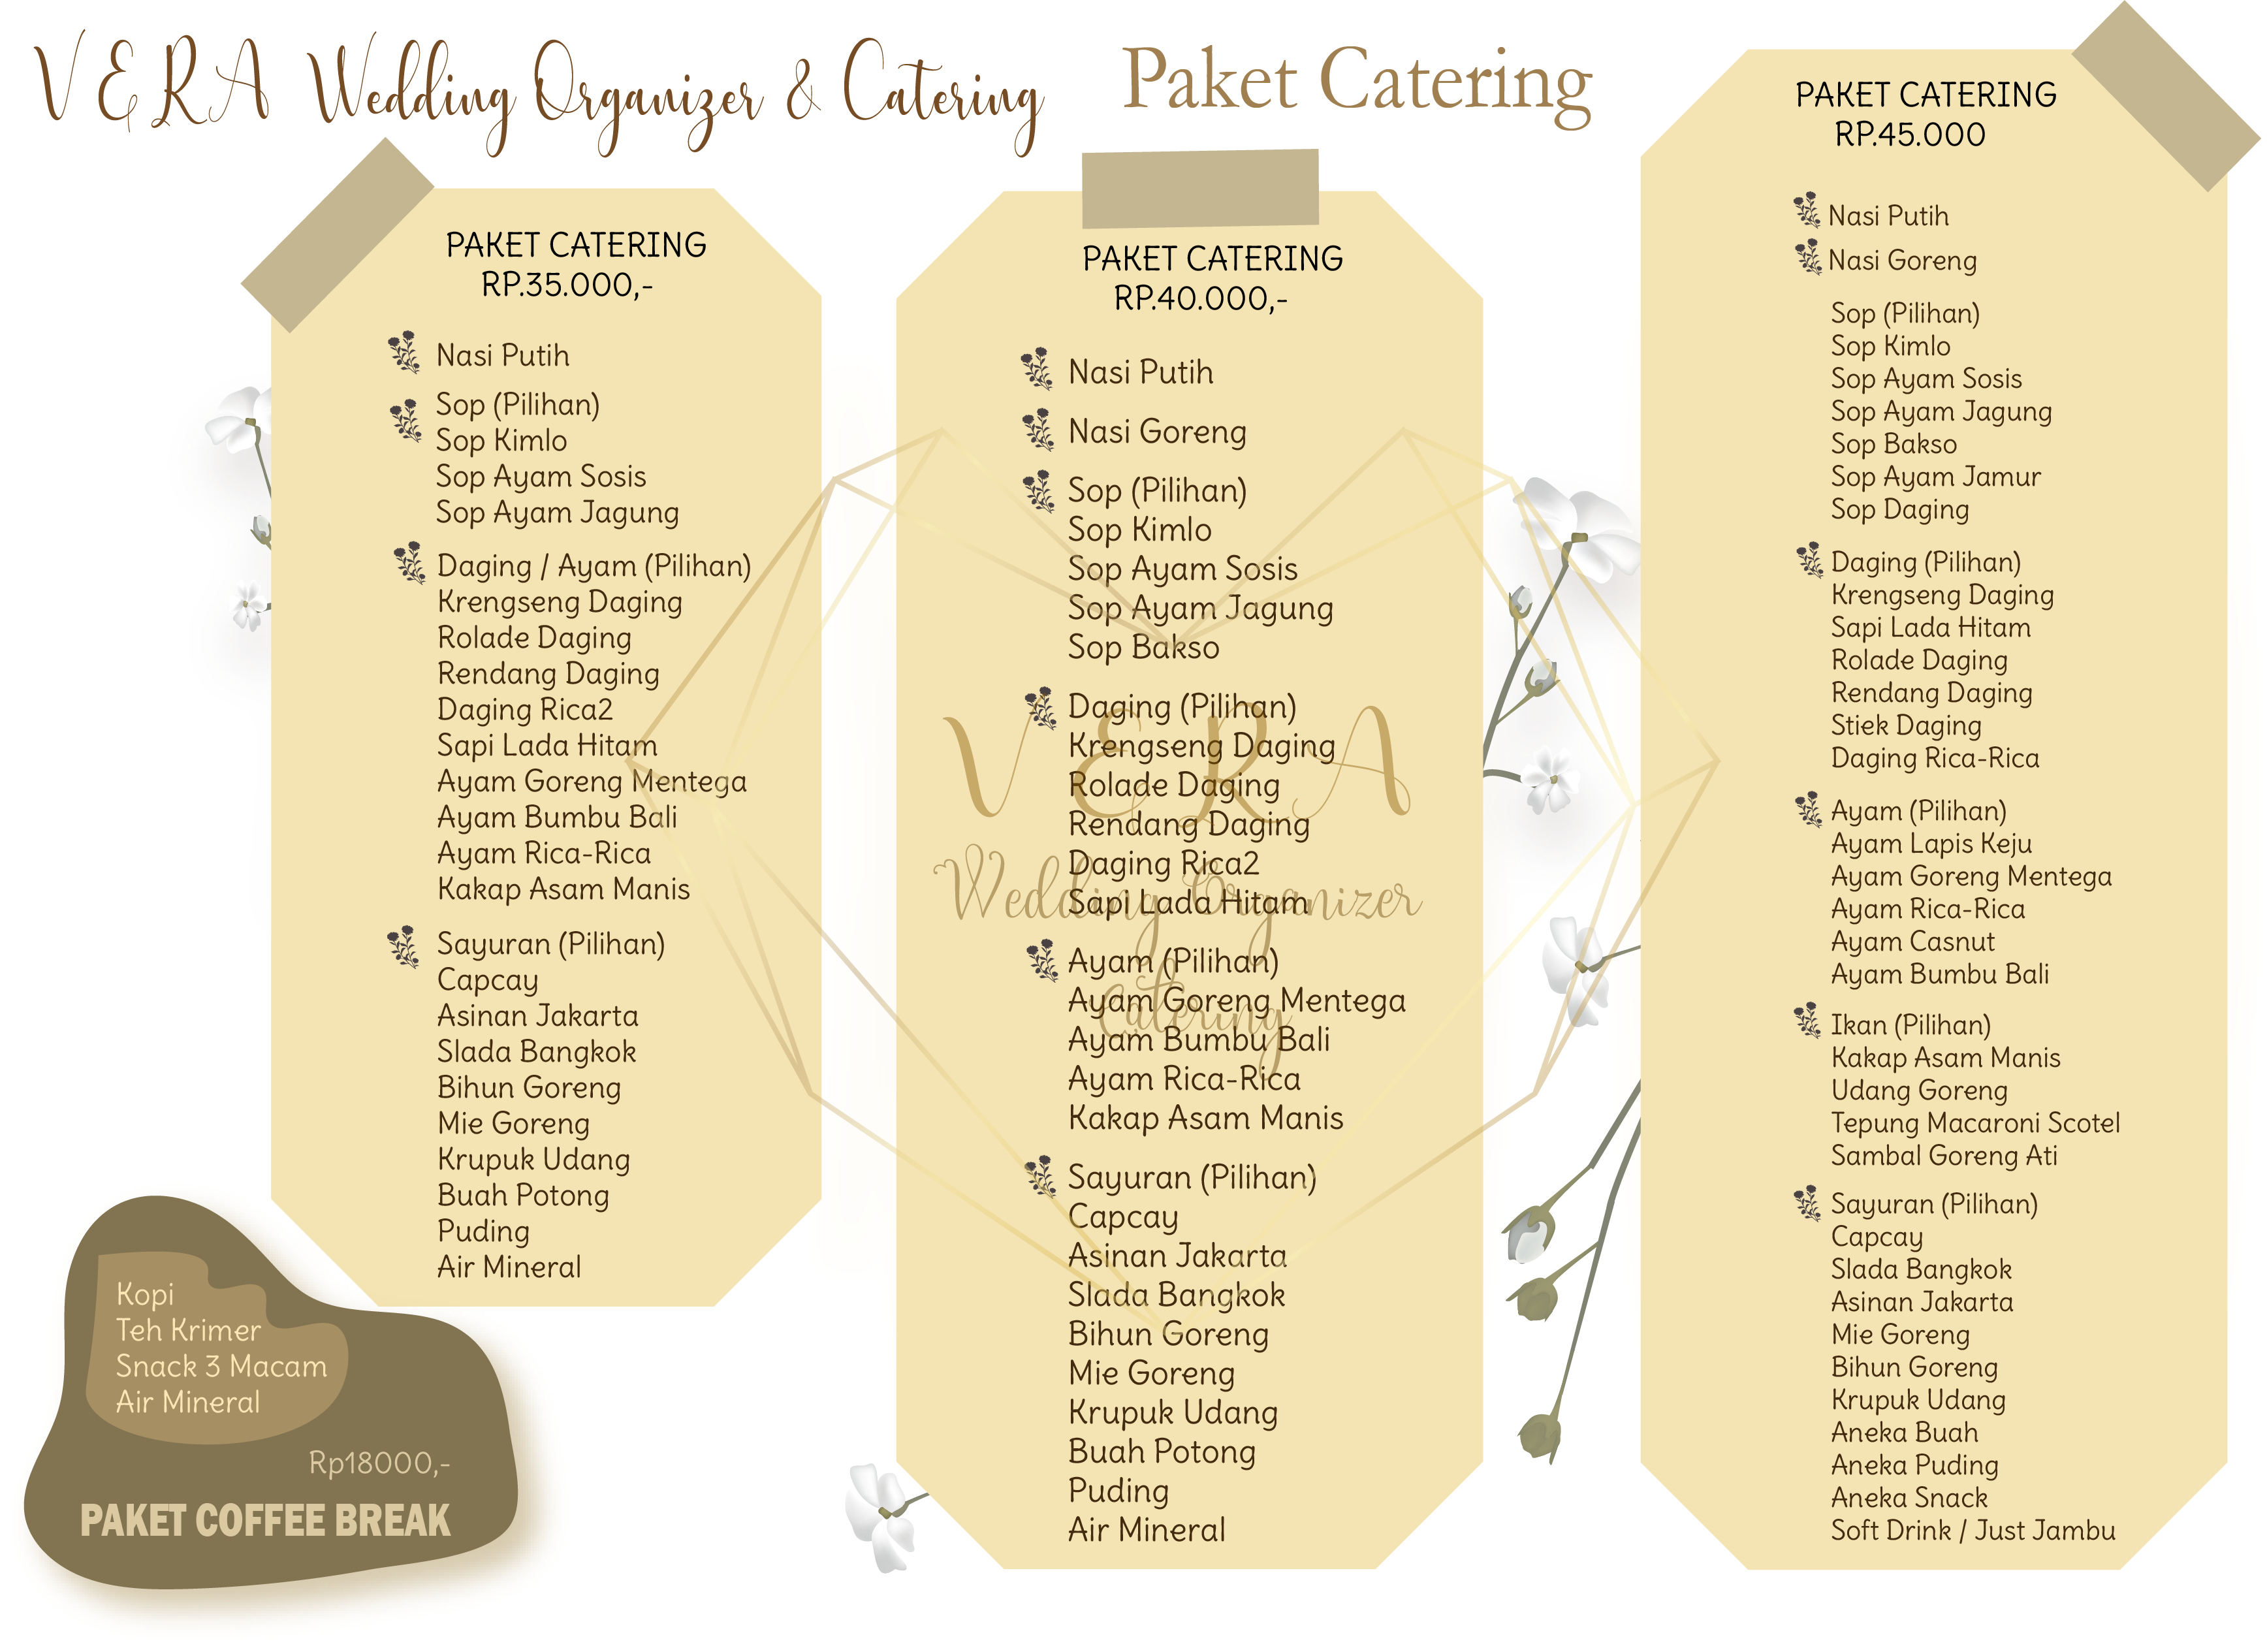 VERA Wedding Organizer & Catering
Paket Catering
PAKET CATERING
RP.35.000,-
Nasi Putih
Sop (Pilihan)
Sop Kimlo
Sop Ayam Sosis
Sop Ayam Jagung
Daging / Ayam (Pilihan)
Krengseng Daging
Rolade Daging
Rendang Daging
Daging Rica2
Sapi Lada Hitam
Ayam Goreng Mentega
Ayam Bumbu Bali
Ayam Rica-Rica
Kakap Asam Manis
Sayuran (Pilihan)
Capcay
Asinan Jakarta
Slada Bangkok
Bihun Goreng
Mie Goreng
Krupuk Udang
Buah Potong
Puding
Air Mineral
Kopi
Teh Krimer
Snack 3 Macam
Air Mineral
Rp18000,-
PAKET COFFEE BREAK
PAKET CATERING
RP.40.000,-
Nasi Putih
Nasi Goreng
Sop (Pilihan)
Sop Kimlo
Sop Ayam Sosis
Sop Ayam Jagung
Sop Bakso
Daging (Pilihan)
Krengseng Daging
Rolade Daging
Rendang Daging
Daging Rica2
Sapi Lada Hitam
Ayam (Pilihan)
Ayam Goreng Mentega
Ayam Bumbu Bali
Ayam Rica-Rica
Kakap Asam Manis
Sayuran (Pilihan)
Capcay
Asinan Jakarta
Slada Bangkok
Bihun Goreng
Mie Goreng
Krupuk Udang
Buah Potong
Puding
Air Mineral
VERA
Wedding Organizer
Catering
PAKET CATERING
RP.45.000
Nasi Putih
Nasi Goreng
Sop (Pilihan)
Sop Kimlo
Sop Ayam Sosis
Sop Ayam Jagung
Sop Bakso
Sop Ayam Jamur
Sop Daging
Daging (Pilihan)
Krengseng Daging
Sapi Lada Hitam
Rolade Daging
Rendang Daging
Stiek Daging
Daging Rica-Rica
Ayam (Pilihan)
Ayam Lapis Keju
Ayam Goreng Mentega
Ayam Rica-Rica
Ayam Casnut
Ayam Bumbu Bali
Ikan (Pilihan)
Kakap Asam Manis
Udang Goreng
Tepung Macaroni Scotel
Sambal Goreng Ati
Sayuran (Pilihan)
Capcay
Slada Bangkok
Asinan Jakarta
Mie Goreng
Bihun Goreng
Krupuk Udang
Aneka Buah
Aneka Puding
Aneka Snack
Soft Drink / Just Jambu